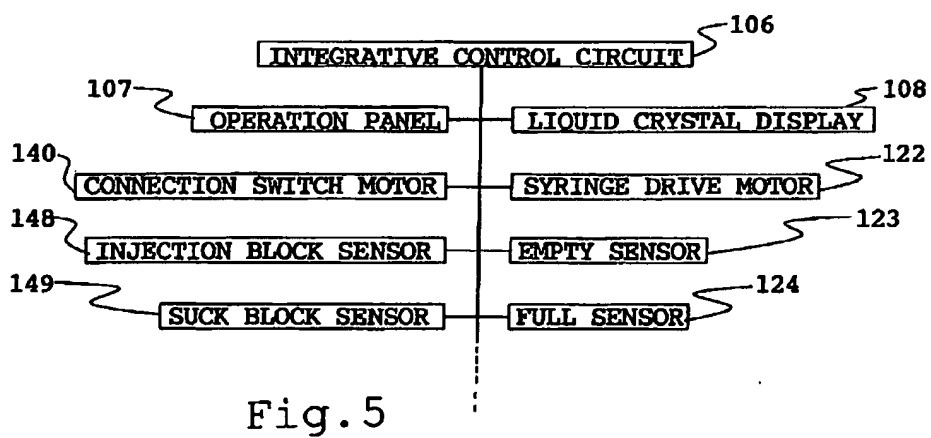 106
INTEGRATIVE CONTROL CIRCUIT
107
108
OPERATION PANEL
LIQUID CRYSTAL DISPLAY
140
122
CONNECTION SWITCH MOTOR
SYRINGE DRIVE MOTOR
148
123
INJECTION BLOCK SENSOR
EMPTY SENSOR
149
124
SUCK BLOCK SENSOR
FULL SENSOR
Fig.5